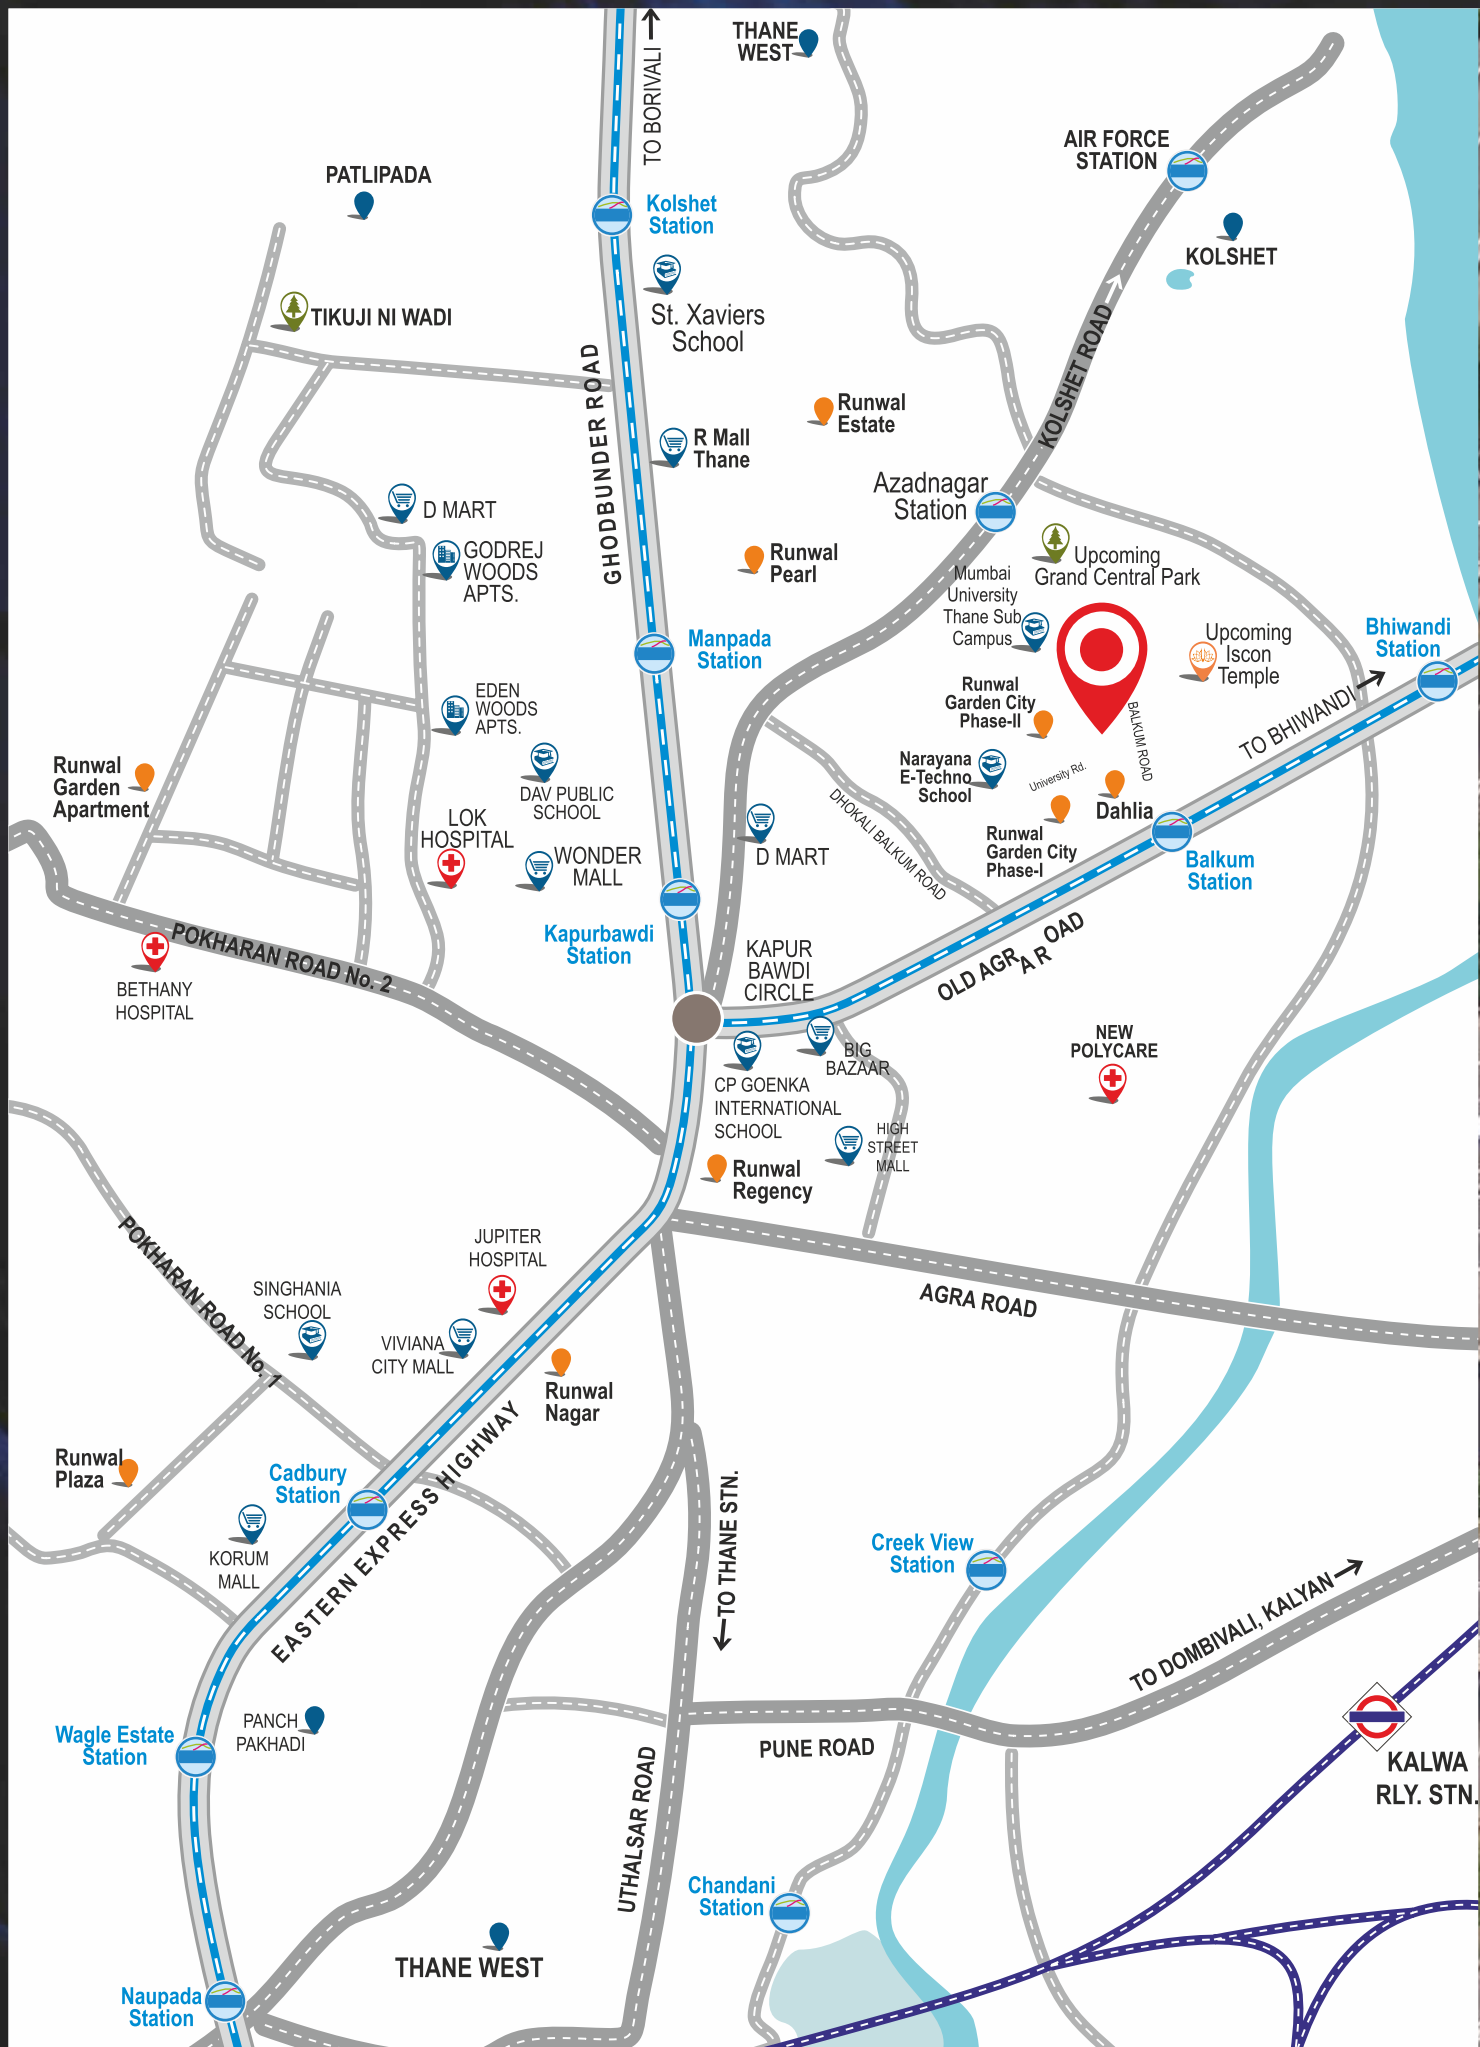 THANE
WEST
TO BORIVALI
AIR FORCE
STATION
PATLIPADA
Kolshet
Station
KOLSHET
St. Xaviers
School
TIKUJI NI WADI
KOLSHET ROAD
GHODBUNDER ROAD
Runwal
Estate
R Mall
Thane
Azadnagar
Station
D MART
GODREJ
WOODS
APTS.
Runwal
Pearl
Upcoming
Grand Central Park
Mumbai
University
Thane Sub
Campus
Manpada
Station
Upcoming
Iscon
Temple
Bhiwandi
Station
TO BHIWANDI
Runwal
Garden City
Phase-II
BALKUM ROAD
EDEN
WOODS
APTS.
Runwal
Garden
Apartment
DAV PUBLIC
SCHOOL
Narayana
E-Techno
School
University Rd.
Dahlia
DHOKALI BALKUM ROAD
LOK
HOSPITAL
WONDER
MALL
D MART
Runwal
Garden City
Phase-I
Balkum
Station
Kapurbawdi
Station
KAPUR
BAWDI
CIRCLE
OLD AGRA ROAD
POKHARAN ROAD No. 2
BETHANY
HOSPITAL
BIG
BAZAAR
NEW
POLYCARE
CP GOENKA
INTERNATIONAL
SCHOOL
HIGH
STREET
MALL
Runwal
Regency
POKHARAN ROAD No. 1
JUPITER
HOSPITAL
SINGHANIA
SCHOOL
VIVIANA
CITY MALL
AGRA ROAD
Runwal
Nagar
Runwal
Plaza
Cadbury
Station
EASTERN EXPRESS HIGHWAY
TO THANE STN.
KORUM
MALL
Creek View
Station
TO DOMBIVALI, KALYAN
PANCH
PAKHADI
Wagle Estate
Station
PUNE ROAD
KALWA
RLY. STN.
UTHALSAR ROAD
Chandani
Station
THANE WEST
Naupada
Station